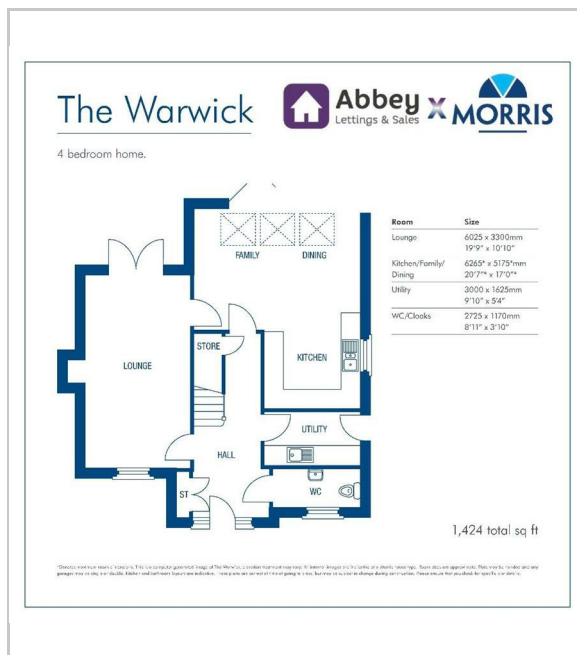 The Warwick
Abbey
Lettings & Sales
X
MORRIS
4 bedroom home.
FAMILY
DINING
STORE
LOUNGE
KITCHEN
UTILITY
HALL
ST
WC
Room Size
Lounge 6025 x 3300mm
19'9" x 10'10"
Kitchen/Family/ 6265* x 5175*mm
Dining 20'7"* x 17'0"*
Utility 3000 x 1625mm
9'10" x 5'4"
WC/Cloaks 2725 x 1170mm
8'11" x 3'10"
1,424 total sq ft